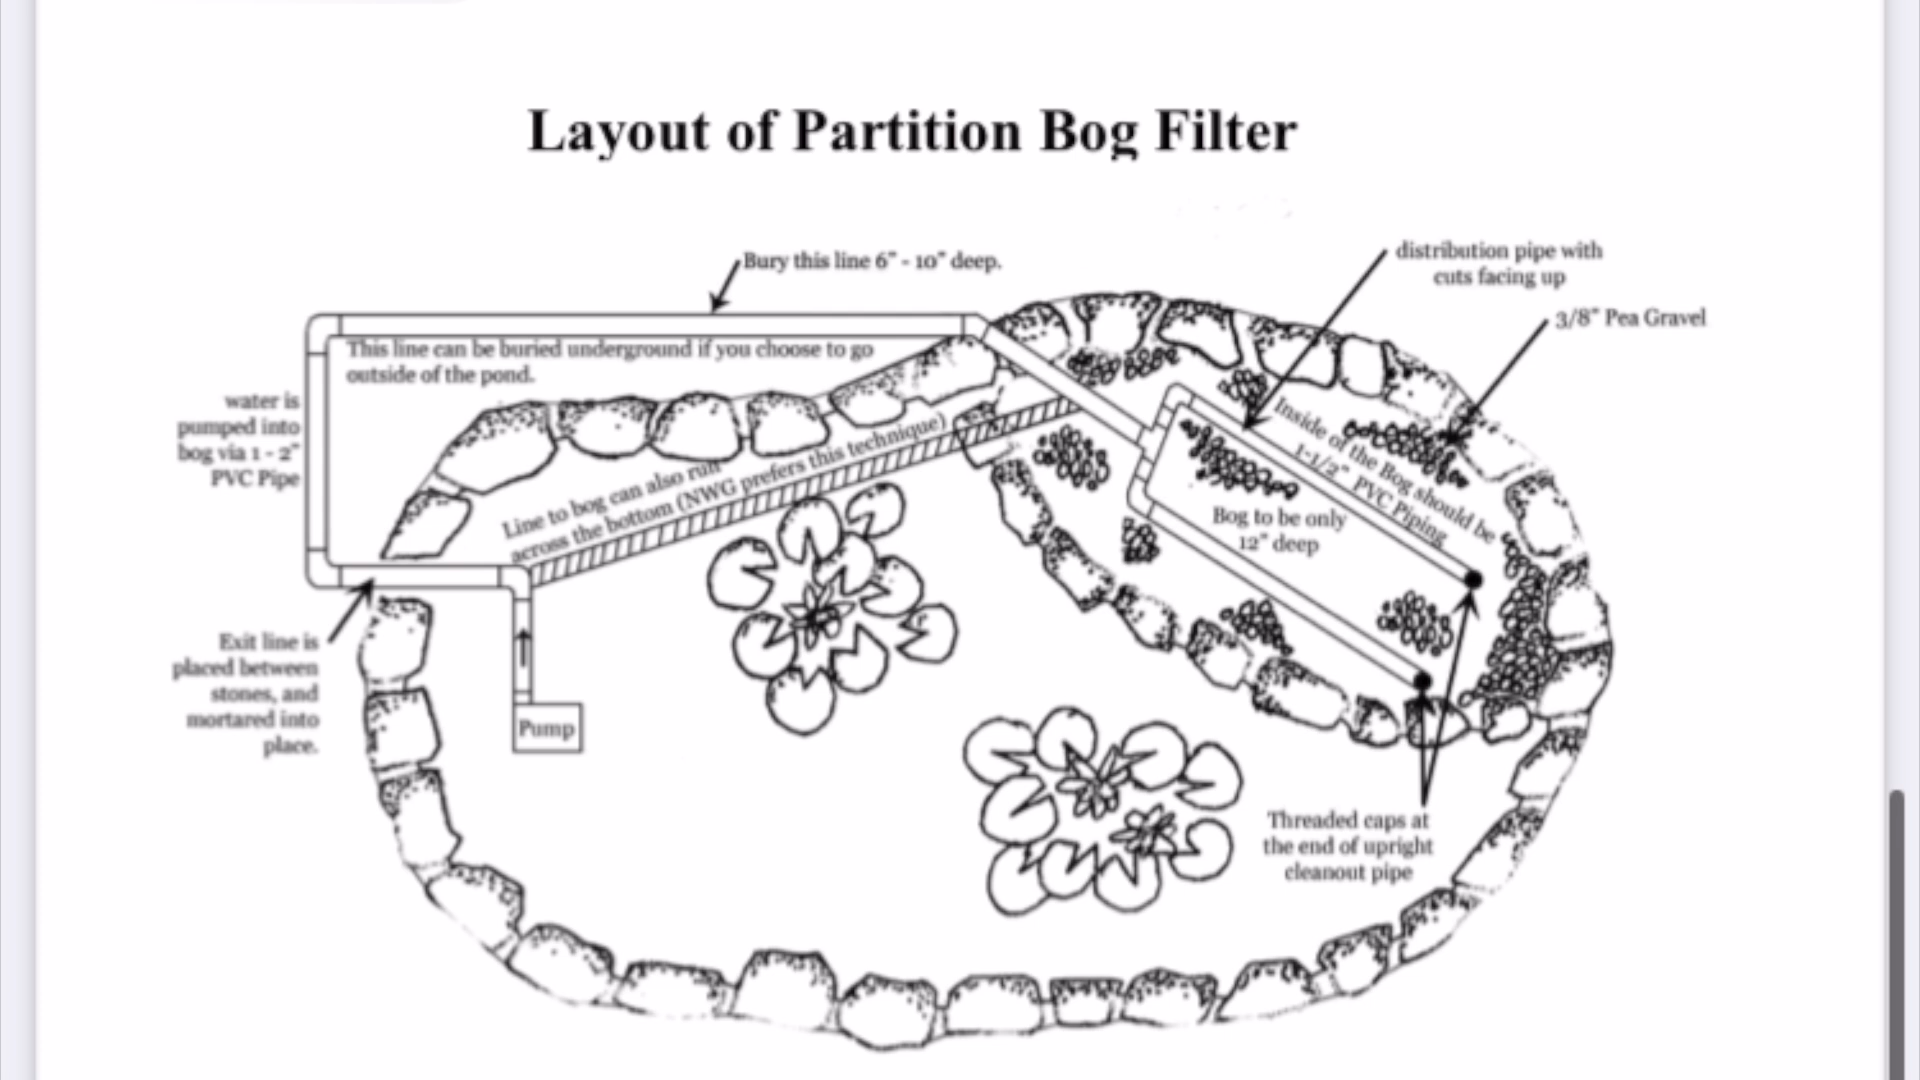 Layout of Partition Bog Filter
Bury this line 6" - 10" deep.
distribution pipe with
cuts facing up
3/8" Pea Gravel
This line can be buried underground if you choose to go
outside of the pond.
water is
pumped into
bog via 1 - 2"
PVC Pipe
Line to bog can also run
across the bottom (NWG prefers this technique)
Inside of the Bog should be
1-1/2" PVC Piping
Bog to be only
12" deep
Exit line is
placed between
stones, and
mortared into
place.
Pump
Threaded caps at
the end of upright
cleanout pipe